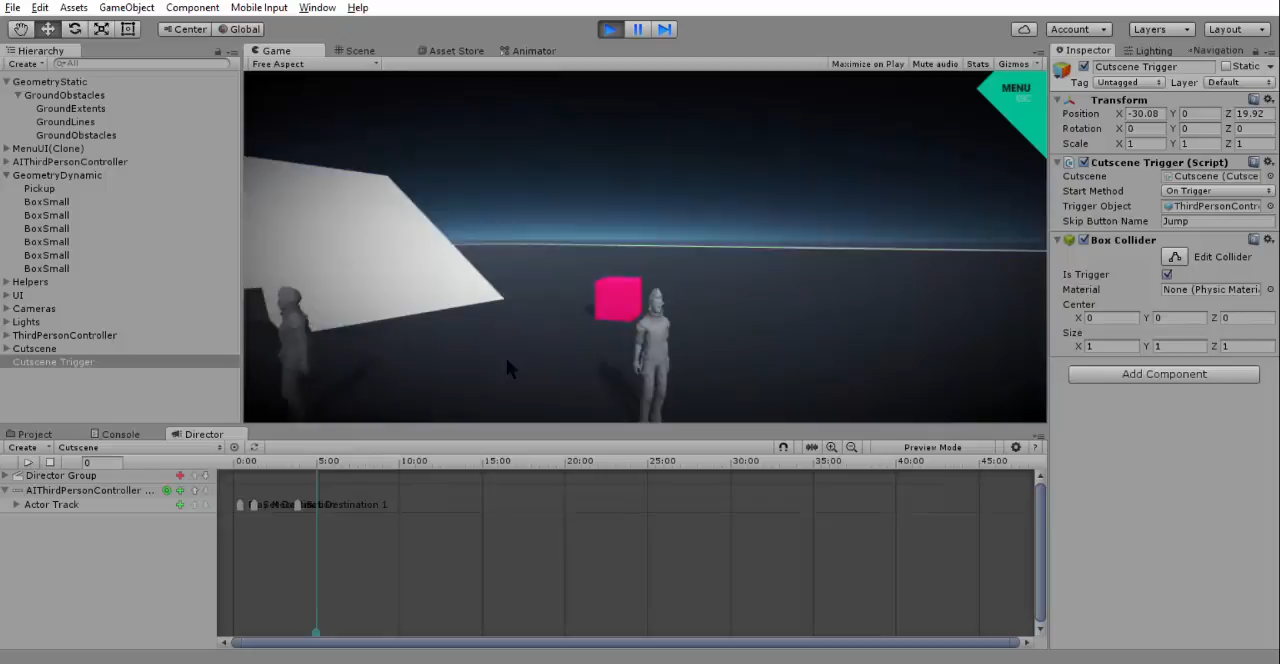 File Edit Assets GameObject Component Mobile Input Window Help
Center Global Account Layers Layout
Hierarchy Game Scene Asset Store Animator Inspector Lighting Navigation
Create All Free Aspect Maximize on Play Mute audio Stats Gizmos Cutscene Trigger Static
GeometryStatic Tag Untagged Layer Default
GroundObstacles MENU Transform
GroundExtents Position X -30.08 Y 0 Z 19.92
GroundLines Rotation X 0 Y 0 Z 0
GroundObstacles Scale X 1 Y 1 Z 1
MenuUI(Clone)
AIThirdPersonController Cutscene Trigger (Script)
GeometryDynamic Cutscene Cutscene (Cutsce
Pickup Start Method On Trigger
BoxSmall Trigger Object ThirdPersonContr
BoxSmall Skip Button Name Jump
BoxSmall Box Collider
BoxSmall Edit Collider
BoxSmall Is Trigger
BoxSmall Material None (Physic Materi
Helpers Center
UI X 0 Y 0 Z 0
Cameras Size
Lights X 1 Y 1 Z 1
ThirdPersonController
Cutscene Add Component
Cutscene Trigger
Project Console Director
Create Cutscene Preview Mode ?
0 0:00 5:00 10:00 15:00 20:00 25:00 30:00 35:00 40:00 45:00
Director Group
AIThirdPersonController ...
Actor Track Destination 1